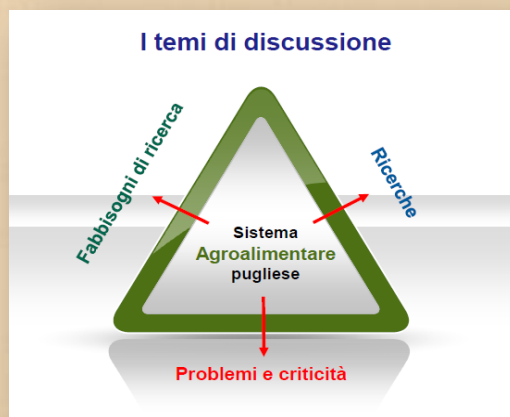 I temi di discussione
Fabbisogni di ricerca
Ricerche
Sistema
Agroalimentare
pugliese
Problemi e criticità